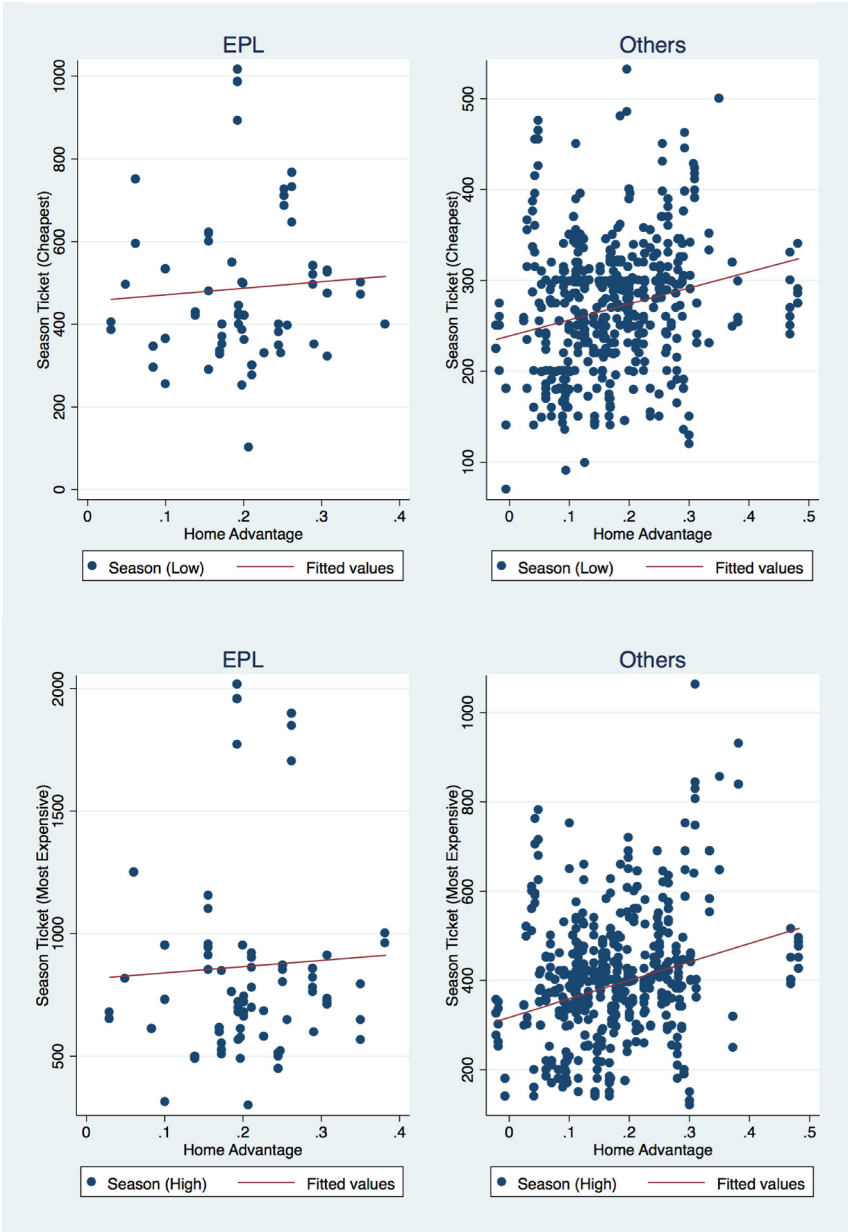 EPL
Season Ticket (Cheapest)
1000
800
600
400
200
0
0 .1 .2 .3 .4
Home Advantage
Season (Low) Fitted values
Others
Season Ticket (Cheapest)
500
400
300
200
100
0 .1 .2 .3 .4 .5
Home Advantage
Season (Low) Fitted values
EPL
Season Ticket (Most Expensive)
2000
1500
1000
500
0 .1 .2 .3 .4
Home Advantage
Season (High) Fitted values
Others
Season Ticket (Most Expensive)
1000
800
600
400
200
0 .1 .2 .3 .4 .5
Home Advantage
Season (High) Fitted values